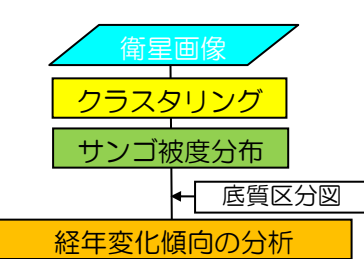 衛星画像
クラスタリング
サンゴ被度分布
底質区分図
経年変化傾向の分析